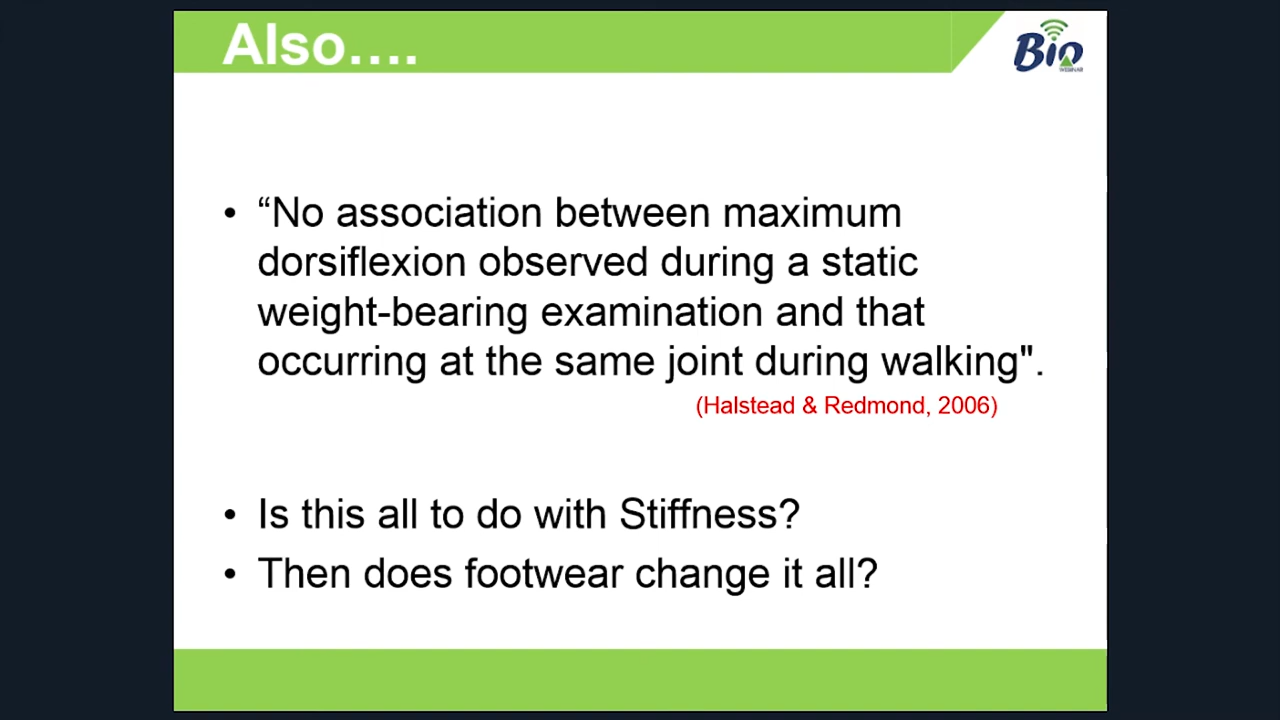 Also….
Bio
WEBINAR
• “No association between maximum
dorsiflexion observed during a static
weight-bearing examination and that
occurring at the same joint during walking".
(Halstead & Redmond, 2006)
• Is this all to do with Stiffness?
• Then does footwear change it all?